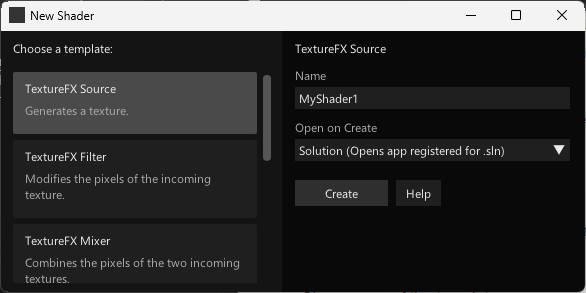 New Shader
Choose a template:
TextureFX Source
Generates a texture.
TextureFX Filter
Modifies the pixels of the incoming
texture.
TextureFX Mixer
Combines the pixels of the two incoming
textures.
TextureFX Source
Name
MyShader1
Open on Create
Solution (Opens app registered for .sln)
Create
Help